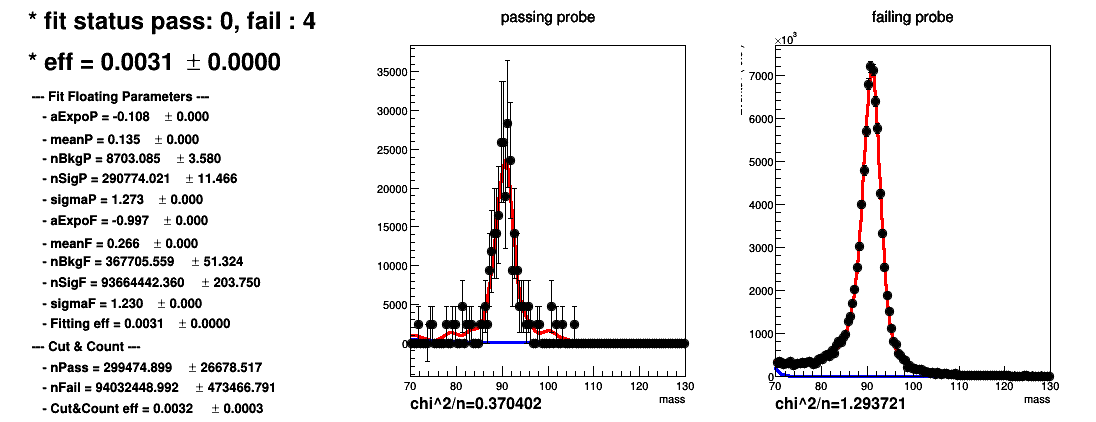 * fit status pass: 0, fail : 4
* eff = 0.0031 ± 0.0000
--- Fit Floating Parameters ---
- aExpoP = -0.108 ± 0.000
- meanP = 0.135 ± 0.000
- nBkgP = 8703.085 ± 3.580
- nSigP = 290774.021 ± 11.466
- sigmaP = 1.273 ± 0.000
- aExpoF = -0.997 ± 0.000
- meanF = 0.266 ± 0.000
- nBkgF = 367705.559 ± 51.324
- nSigF = 93664442.360 ± 203.750
- sigmaF = 1.230 ± 0.000
- Fitting eff = 0.0031 ± 0.0000
--- Cut & Count ---
- nPass = 299474.899 ± 26678.517
- nFail = 94032448.992 ± 473466.791
- Cut&Count eff = 0.0032 ± 0.0003
passing probe
35000
30000
25000
20000
15000
10000
5000
0
70 80 90 100 110 120 130
mass
chi^2/n=0.370402
failing probe
×10³
7000
6000
5000
4000
3000
2000
1000
0
70 80 90 100 110 120 130
mass
chi^2/n=1.293721